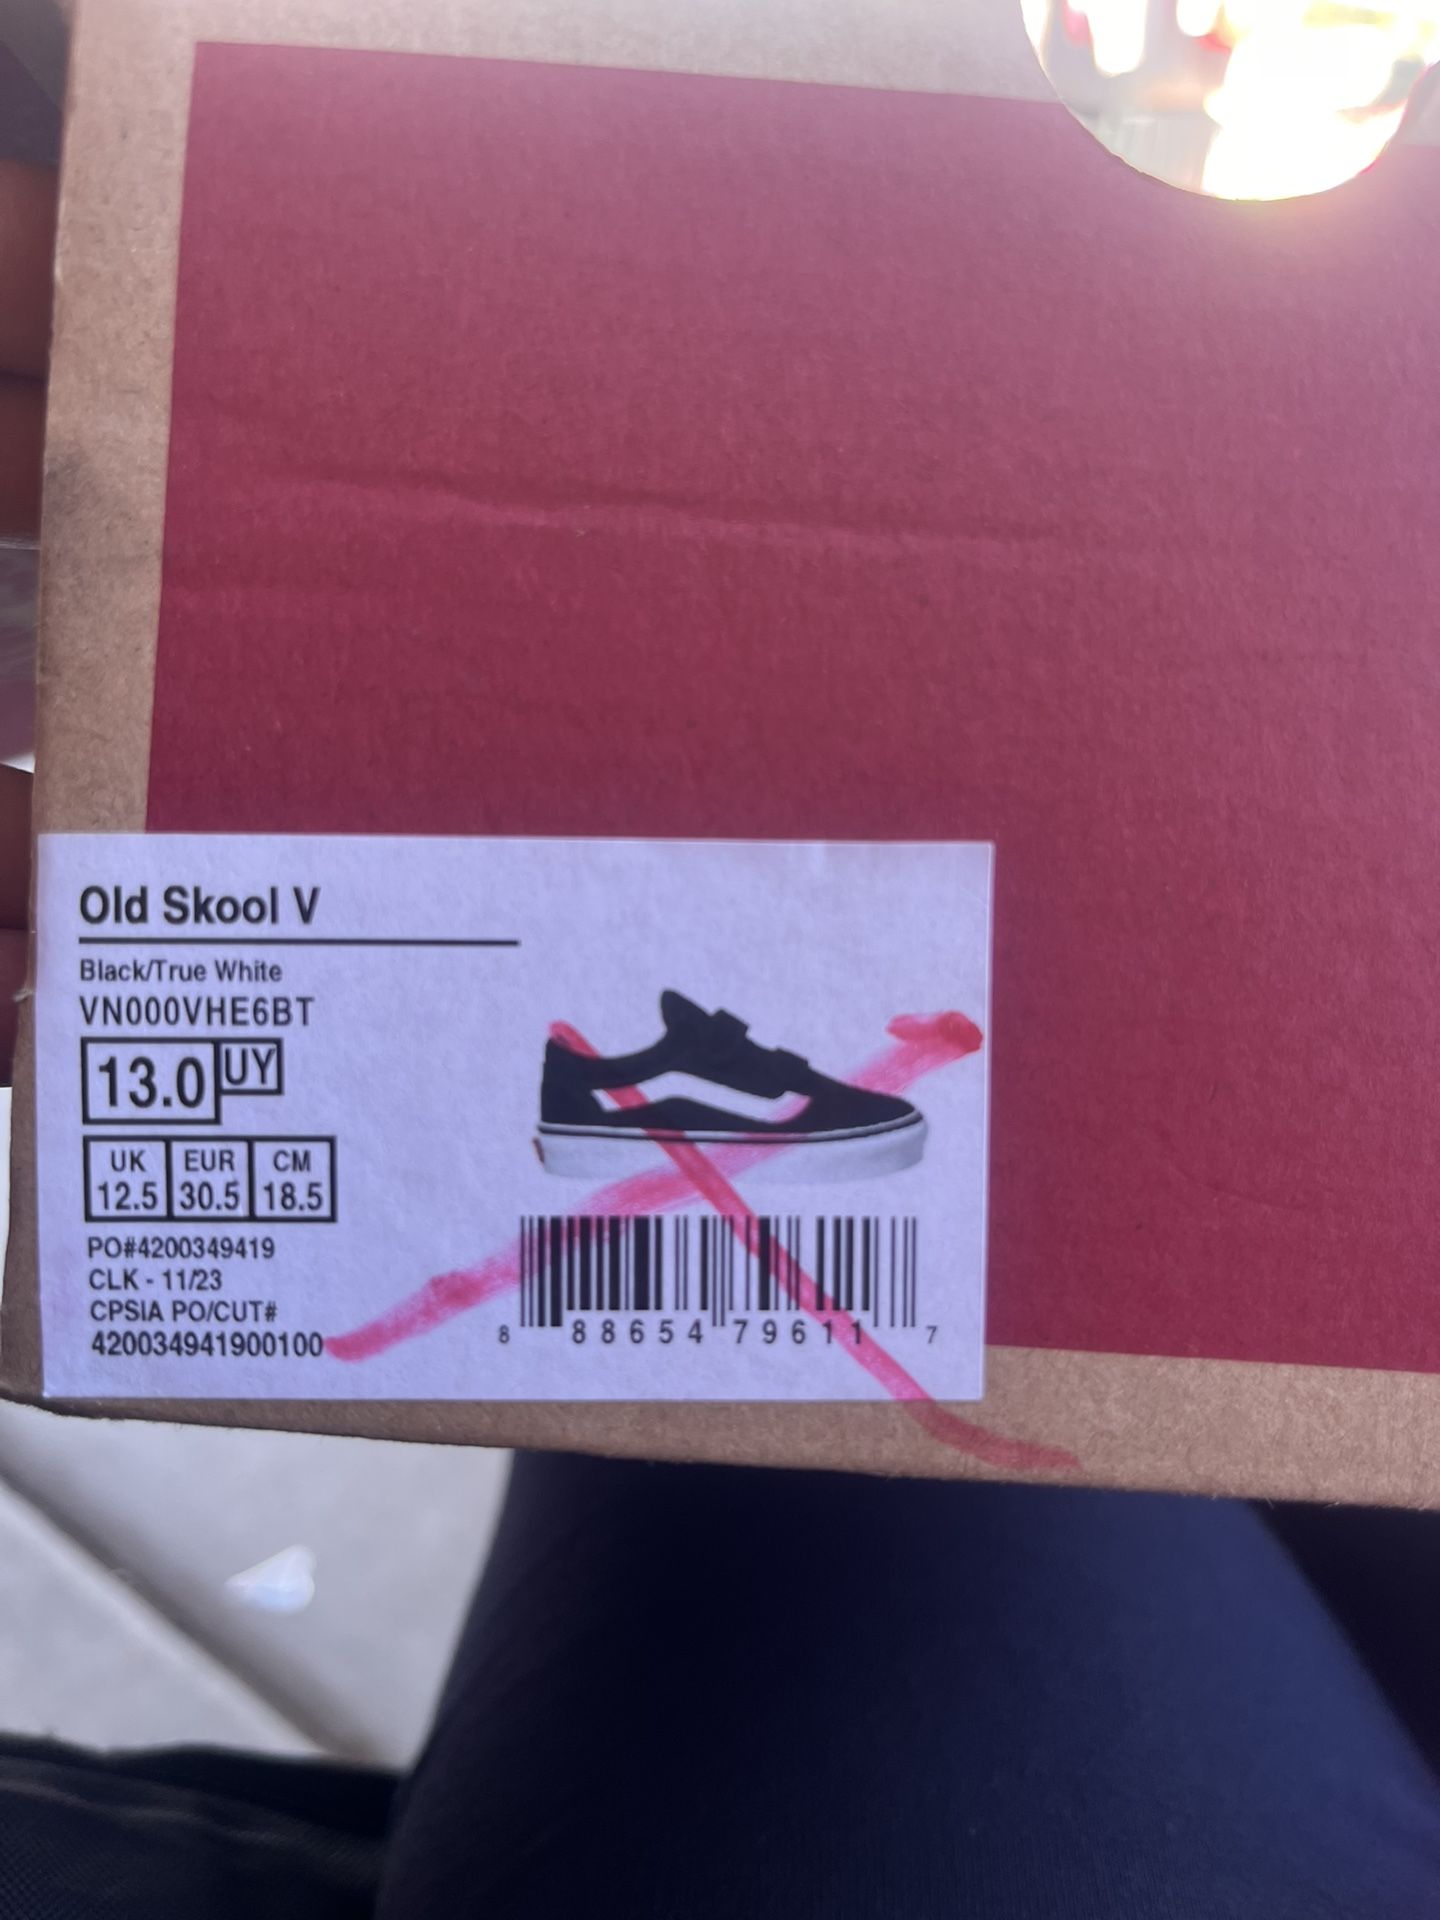 Old Skool V
Black/True White
VN000VHE6BT
13.0 UY
UK EUR CM
12.5 30.5 18.5
PO#4200349419
CLK - 11/23
CPSIA PO/CUT#
420034941900100
8 88654 79611 7